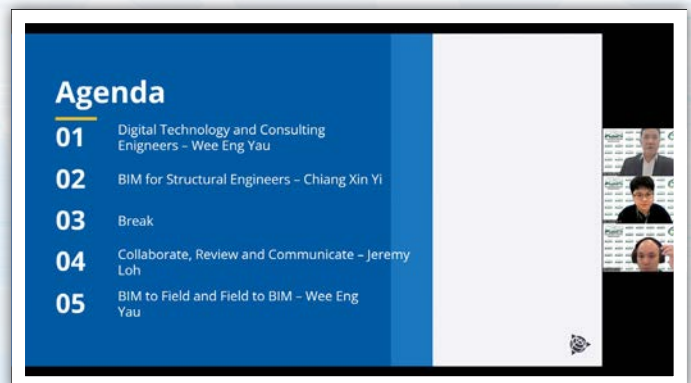 Agenda
01
Digital Technology and Consulting
Enigneers – Wee Eng Yau
02
BIM for Structural Engineers – Chiang Xin Yi
03
Break
04
Collaborate, Review and Communicate – Jeremy
Loh
05
BIM to Field and Field to BIM – Wee Eng
Yau